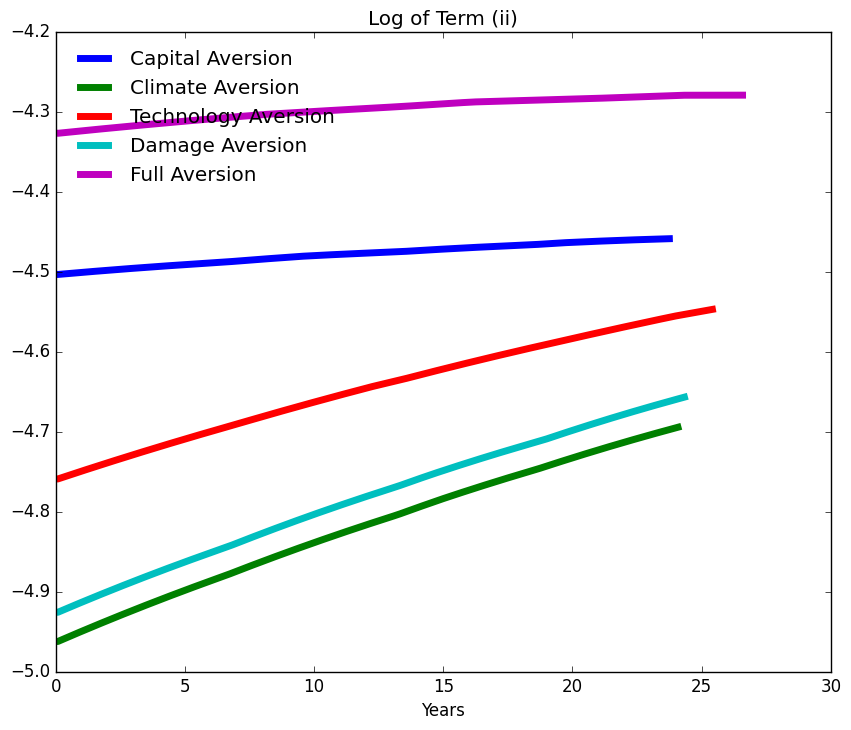 Log of Term (ii)
−4.2
−4.3
−4.4
−4.5
−4.6
−4.7
−4.8
−4.9
−5.0
Capital Aversion
Climate Aversion
Technology Aversion
Damage Aversion
Full Aversion
0 5 10 15 20 25 30
Years